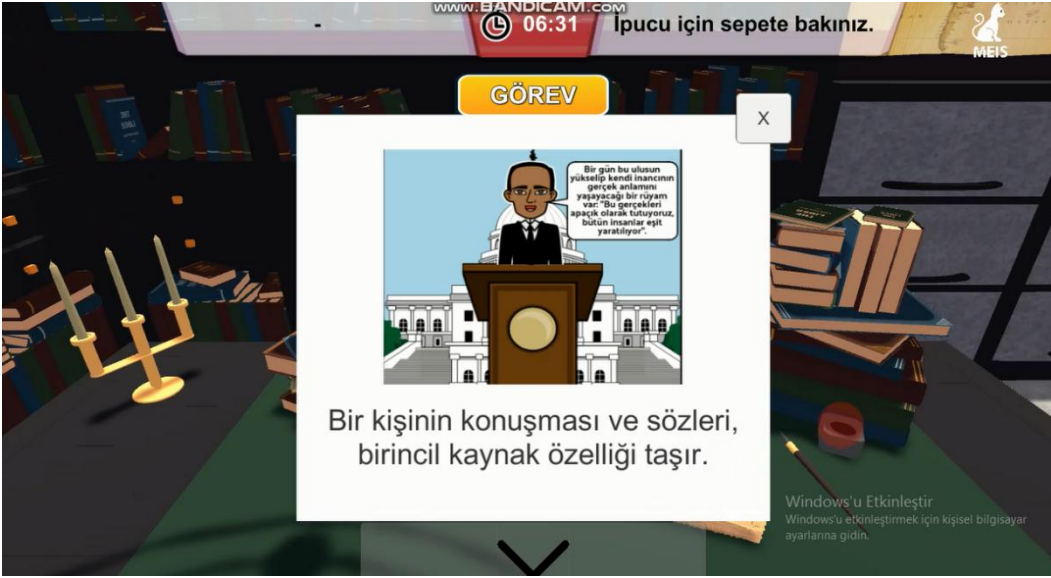 www.BANDICAM.com
-
06:31
İpucu için sepete bakınız.
MEIS
GÖREV
X
Bir gün bu ulusun
yükselip kendi inancının
gerçek anlamını
yaşayacağı bir rüyam
var: "Bu gerçekleri
apaçık olarak tutuyoruz,
bütün insanlar eşit
yaratılıyor".
Bir kişinin konuşması ve sözleri,
birincil kaynak özelliği taşır.
Windows'u Etkinleştir
Windows'u etkinleştirmek için kişisel bilgisayar
ayarlarına gidin.